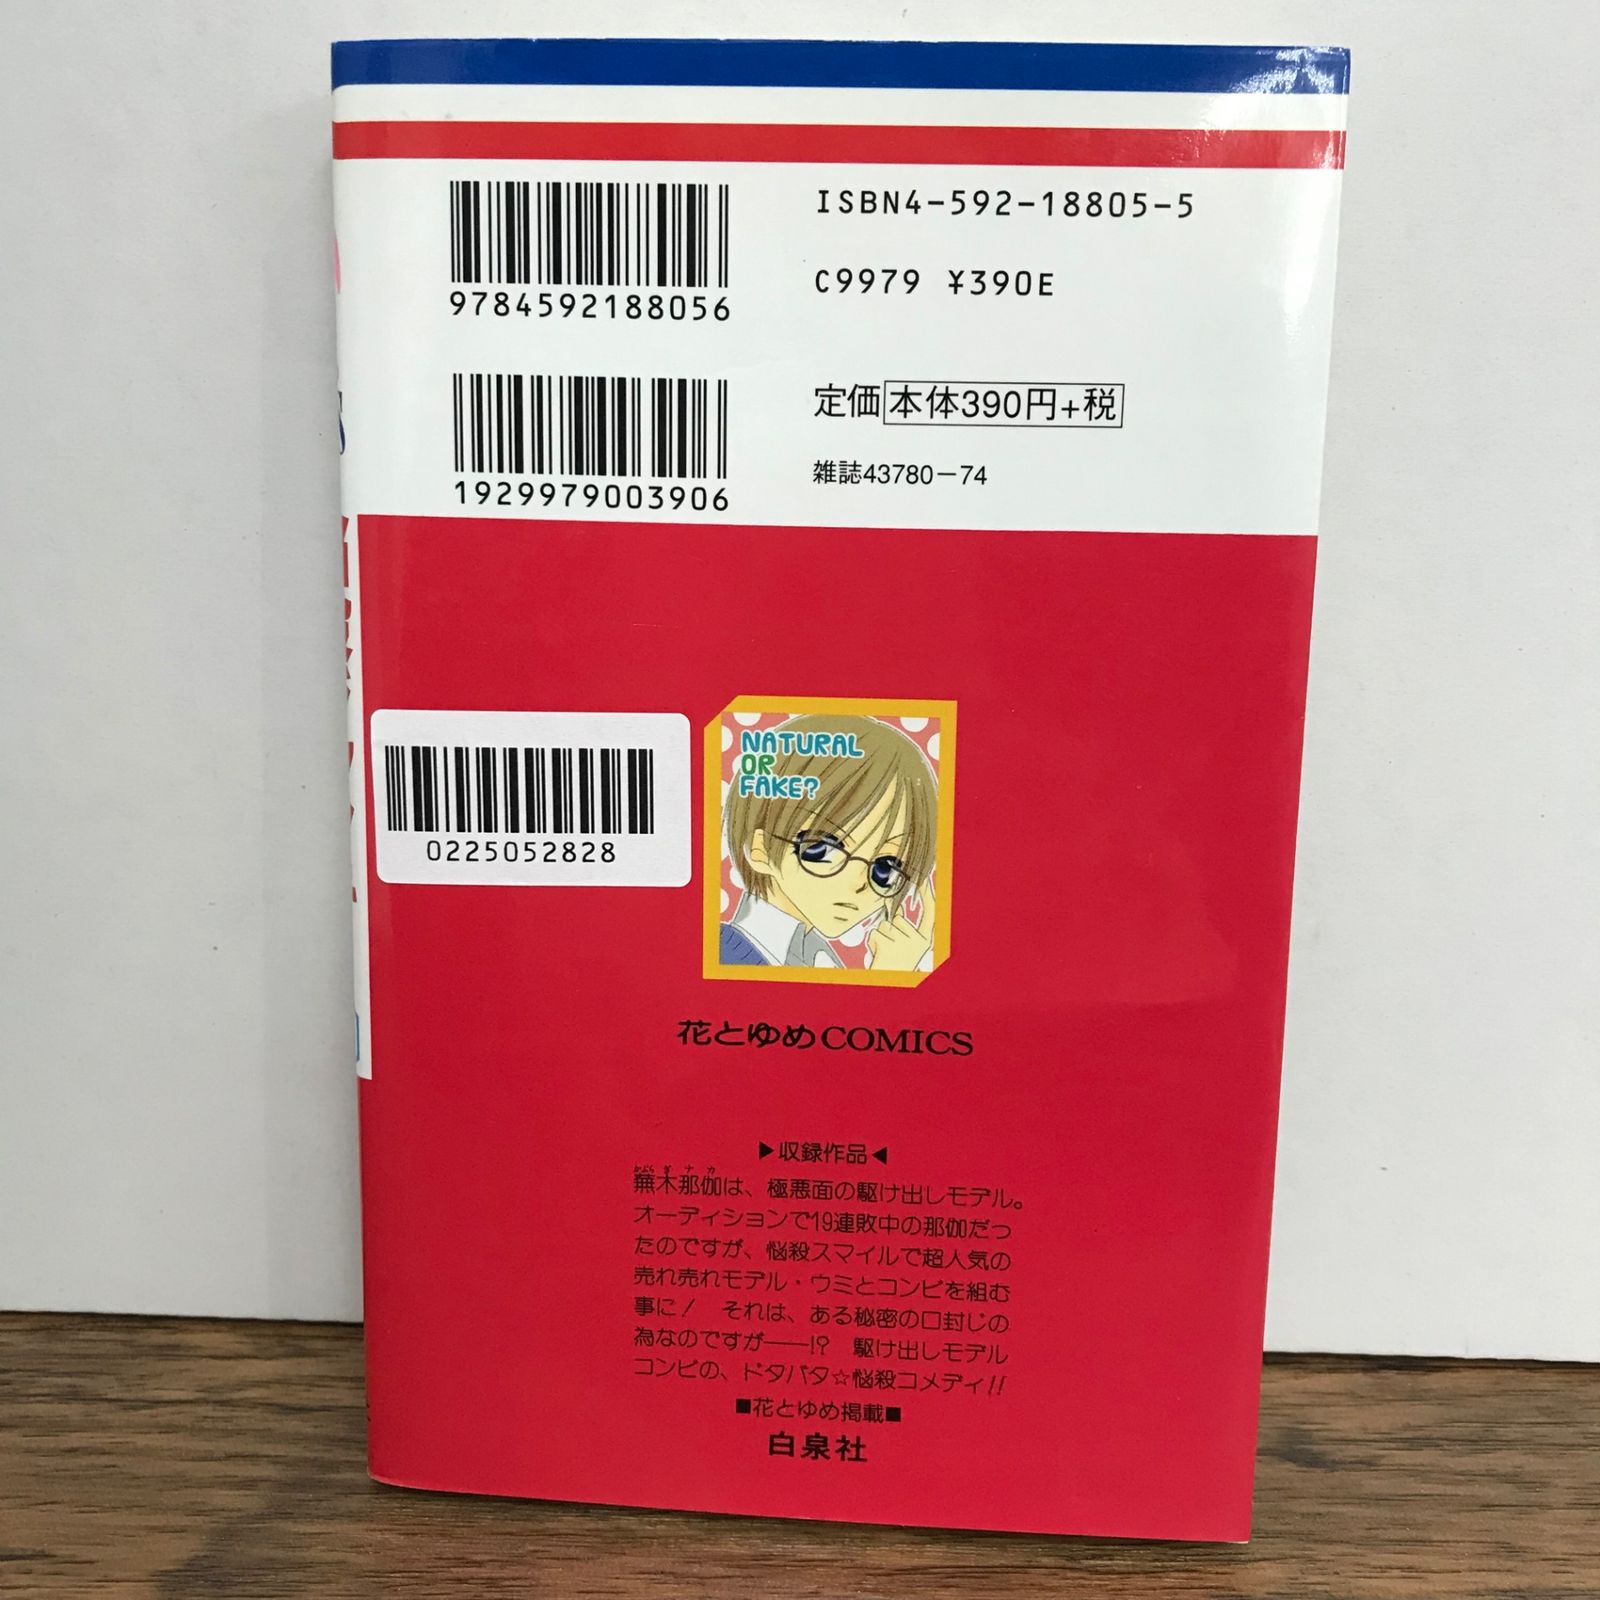 ISBN4-592-18805-5
9784592188056
C9979 ¥390E
1929979003906
定価本体390円+税
雑誌43780-74
0225052828
NATURAL
OR
FAKE?
花とゆめCOMICS
▶収録作品◀
かぶらぎ ナカ
蕪木那伽は、極悪面の駆け出しモデル。
オーディションで19連敗中の那伽だっ
たのですが、悩殺スマイルで超人気の
売れ売れモデル・ウミとコンビを組む
事に! それは、ある秘密の口封じの
為なのですが――!? 駆け出しモデル
コンビの、ドタバタ☆悩殺コメディ!!
■花とゆめ掲載■
白泉社